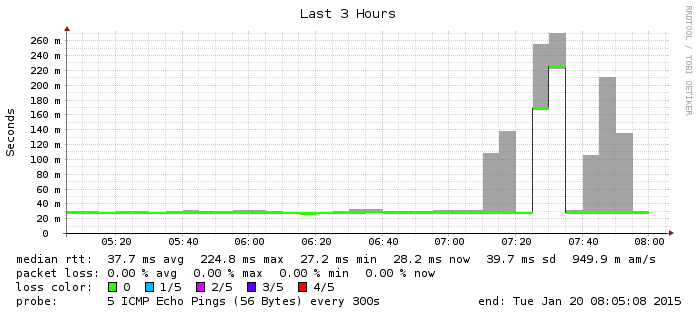 Last 3 Hours
RRDTOOL / TOBI OETIKER
Seconds
260 m
240 m
220 m
200 m
180 m
160 m
140 m
120 m
100 m
80 m
60 m
40 m
20 m
0
05:20 05:40 06:00 06:20 06:40 07:00 07:20 07:40 08:00
median rtt: 37.7 ms avg 224.8 ms max 27.2 ms min 28.2 ms now 39.7 ms sd 949.9 m am/s
packet loss: 0.00 % avg 0.00 % max 0.00 % min 0.00 % now
loss color: 0 1/5 2/5 3/5 4/5
probe: 5 ICMP Echo Pings (56 Bytes) every 300s end: Tue Jan 20 08:05:08 2015